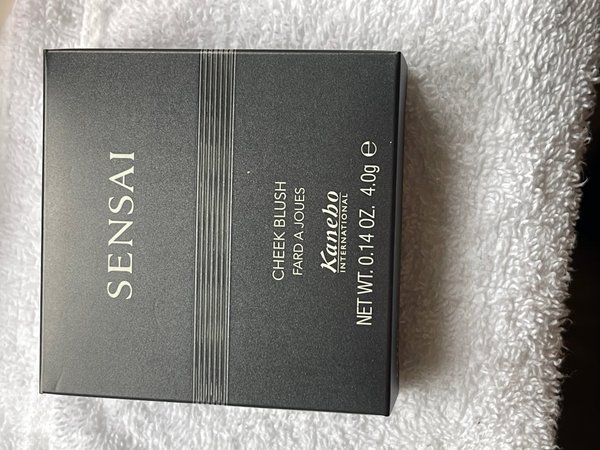 SENSAI
CHEEK BLUSH
FARD A JOUES
Kanebo
INTERNATIONAL
NET WT. 0.14 OZ. 4.0g ℮